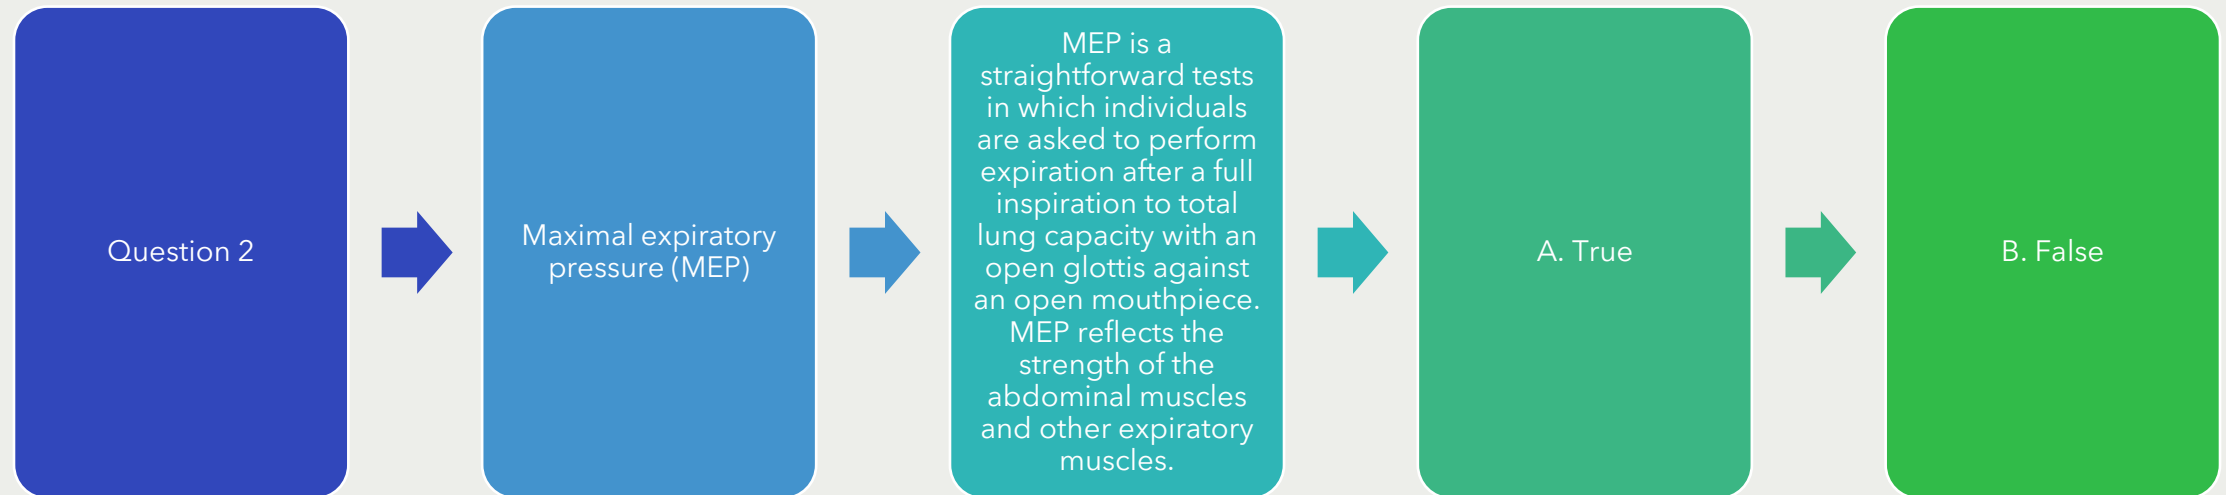 Question 2
Maximal expiratory
pressure (MEP)
MEP is a
straightforward tests
in which individuals
are asked to perform
expiration after a full
inspiration to total
lung capacity with an
open glottis against
an open mouthpiece.
MEP reflects the
strength of the
abdominal muscles
and other expiratory
muscles.
A. True
B. False